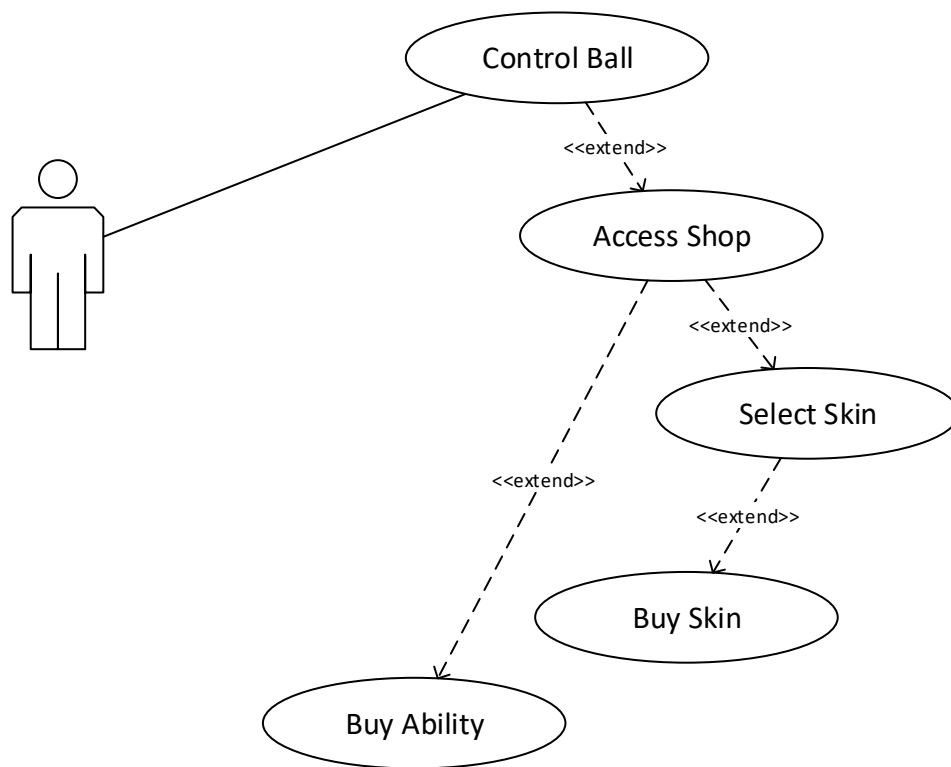 Control Ball
<<extend>>
Access Shop
<<extend>>
Select Skin
<<extend>>
<<extend>>
Buy Skin
Buy Ability